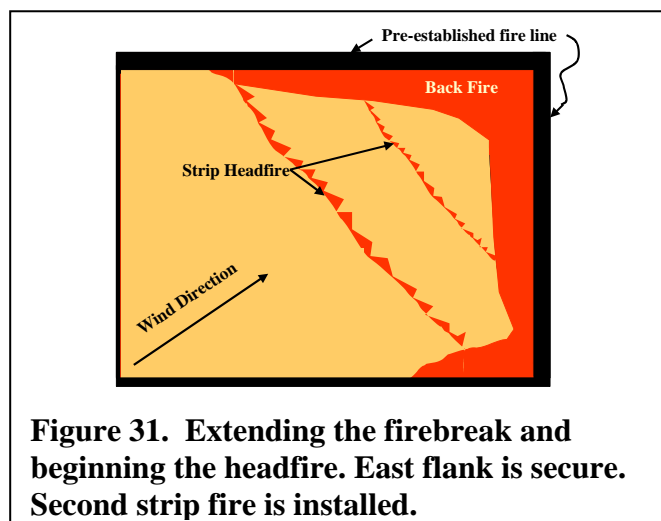 Pre-established fire line
Back Fire
Strip Headfire
Wind Direction
Figure 31.  Extending the firebreak and
beginning the headfire. East flank is secure.
Second strip fire is installed.